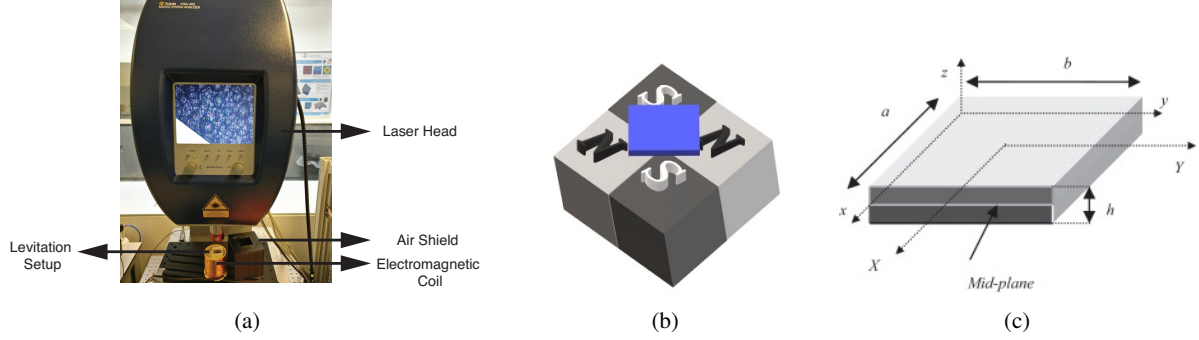 Laser Head
Air Shield
Levitation
Setup
Electromagnetic
Coil
(a)
S
N
N
S
(b)
z
b
a
y
Y
x
h
X
Mid-plane
(c)